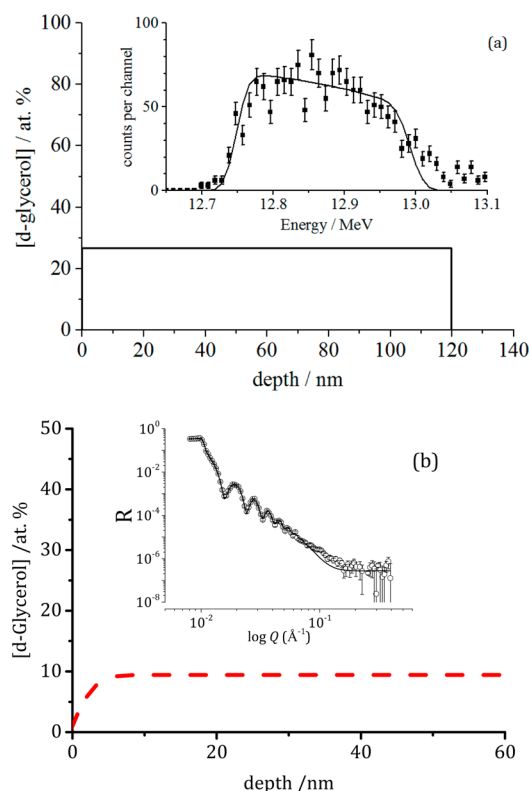 (a)
[d-glycerol] / at. %
100
80
60
40
20
0
0 20 40 60 80 100 120 140
depth / nm
counts per channel
100
50
0
12.7 12.8 12.9 13.0 13.1
Energy / MeV
(b)
[d-Glycerol] /at. %
50
40
30
20
10
0
0 20 40 60
depth /nm
R
10⁰
10⁻²
10⁻⁴
10⁻⁶
10⁻⁸
10⁻² 10⁻¹
log Q (Å⁻¹)